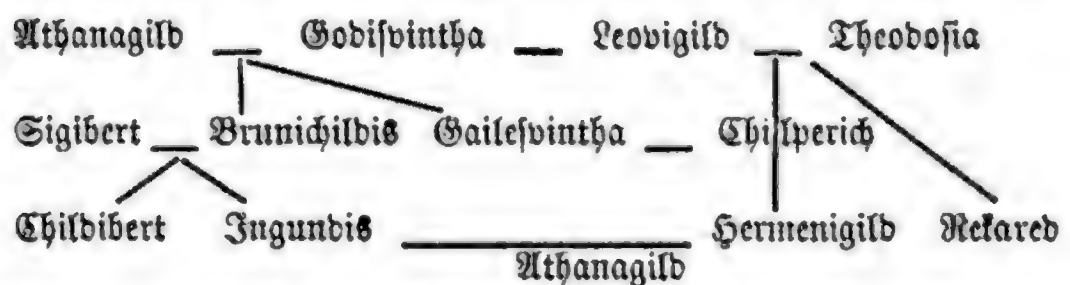 Athanagild — Godiſvintha — Leovigild — Theodoſia
Sigibert — Brunichildis Gaileſvintha — Chilperich
Childibert Ingundis — Hermenigild Rekared
Athanagild